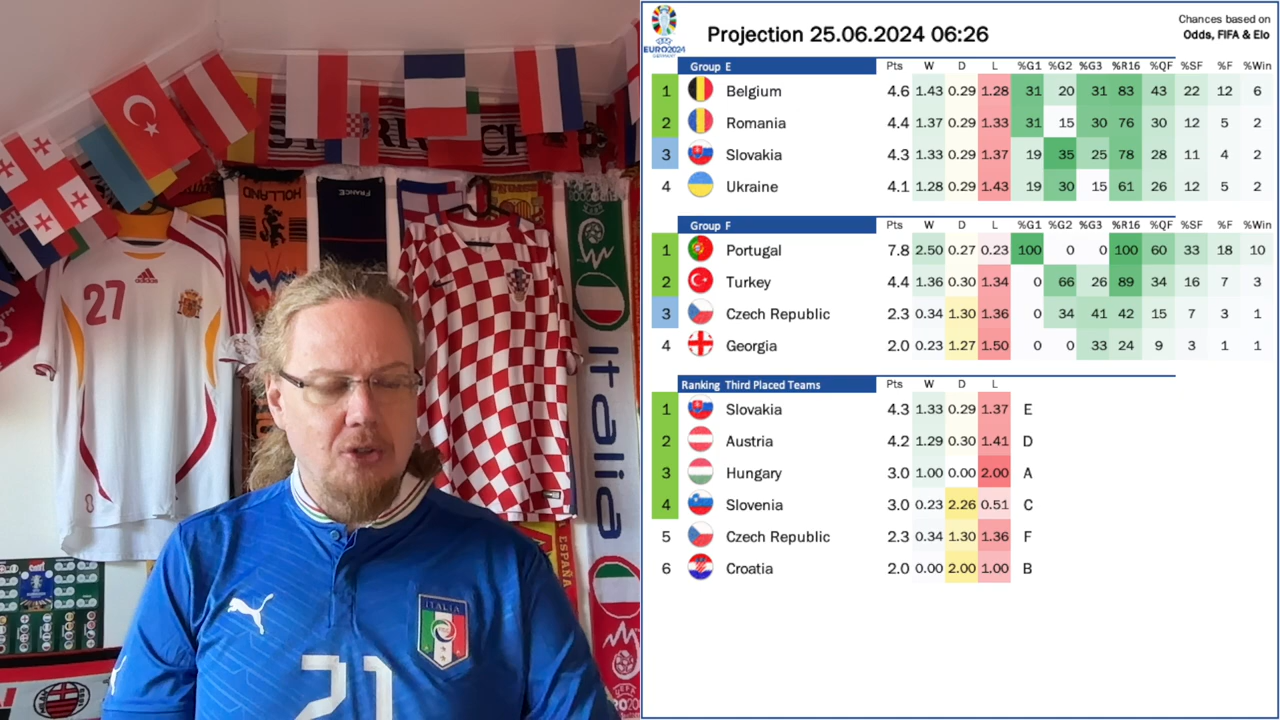 27
HOLLAND
FRANCE
Italia
ESPAÑA
ITALIA
21
UEFA
EURO2024
GERMANY
Projection 25.06.2024 06:26
Chances based on
Odds, FIFA & Elo
Group E Pts W D L %G1 %G2 %G3 %R16 %QF %SF %F %Win
1 Belgium 4.6 1.43 0.29 1.28 31 20 31 83 43 22 12 6
2 Romania 4.4 1.37 0.29 1.33 31 15 30 76 30 12 5 2
3 Slovakia 4.3 1.33 0.29 1.37 19 35 25 78 28 11 4 2
4 Ukraine 4.1 1.28 0.29 1.43 19 30 15 61 26 12 5 2
Group F Pts W D L %G1 %G2 %G3 %R16 %QF %SF %F %Win
1 Portugal 7.8 2.50 0.27 0.23 100 0 0 100 60 33 18 10
2 Turkey 4.4 1.36 0.30 1.34 0 66 26 89 34 16 7 3
3 Czech Republic 2.3 0.34 1.30 1.36 0 34 41 42 15 7 3 1
4 Georgia 2.0 0.23 1.27 1.50 0 0 33 24 9 3 1 1
Ranking Third Placed Teams Pts W D L
1 Slovakia 4.3 1.33 0.29 1.37 E
2 Austria 4.2 1.29 0.30 1.41 D
3 Hungary 3.0 1.00 0.00 2.00 A
4 Slovenia 3.0 0.23 2.26 0.51 C
5 Czech Republic 2.3 0.34 1.30 1.36 F
6 Croatia 2.0 0.00 2.00 1.00 B